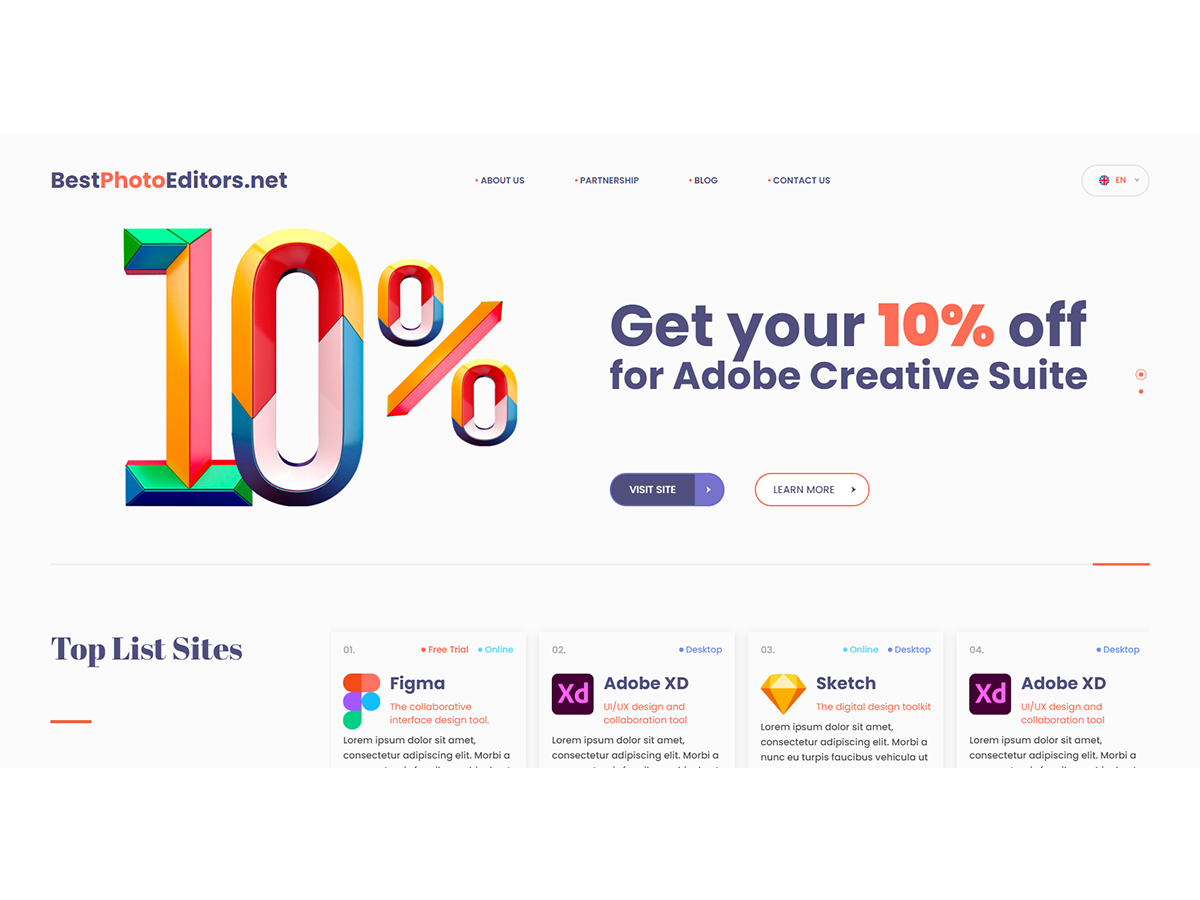 BestPhotoEditors.net
ABOUT US
PARTNERSHIP
BLOG
CONTACT US
EN
10%
Get your 10% off
for Adobe Creative Suite
VISIT SITE
LEARN MORE
Top List Sites
01.
Free Trial
Online
Figma
The collaborative
interface design tool.
Lorem ipsum dolor sit amet,
consectetur adipiscing elit. Morbi a
02.
Desktop
Xd
Adobe XD
UI/UX design and
collaboration tool
Lorem ipsum dolor sit amet,
consectetur adipiscing elit. Morbi a
03.
Online
Desktop
Sketch
The digital design toolkit
Lorem ipsum dolor sit amet,
consectetur adipiscing elit. Morbi a
nunc eu turpis faucibus vehicula ut
04.
Desktop
Xd
Adobe XD
UI/UX design and
collaboration tool
Lorem ipsum dolor sit amet,
consectetur adipiscing elit. Morbi a